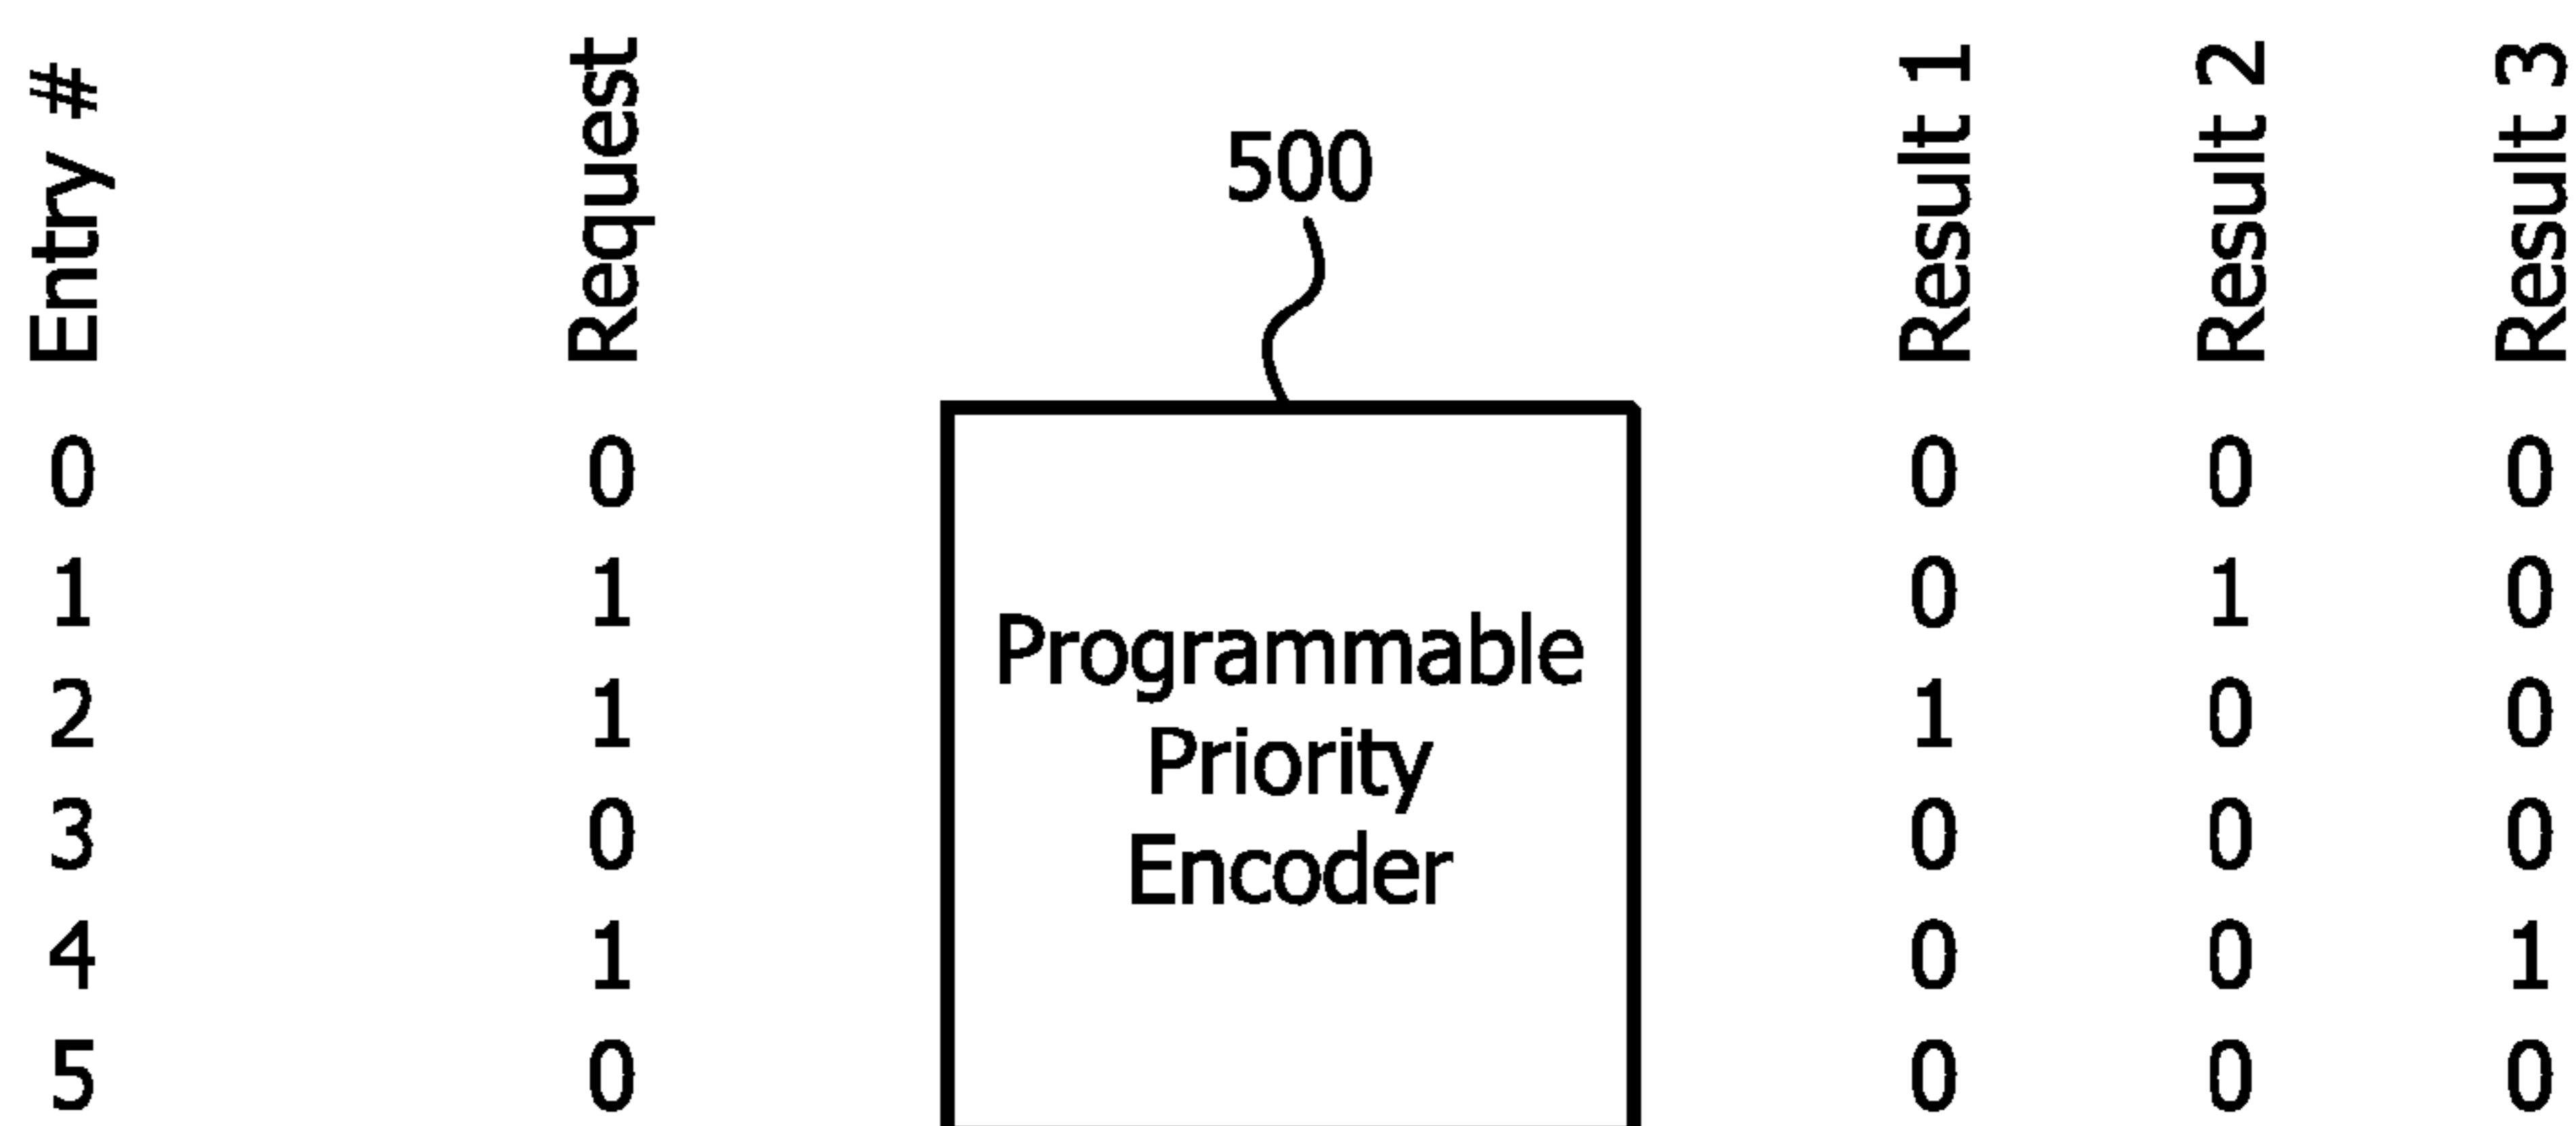 Entry # Request Result 1 Result 2 Result 3
500
0 0 0 0 0
1 1 0 1 0
2 1 1 0 0
3 0 0 0 0
4 1 0 0 1
5 0 0 0 0
Programmable
Priority
Encoder